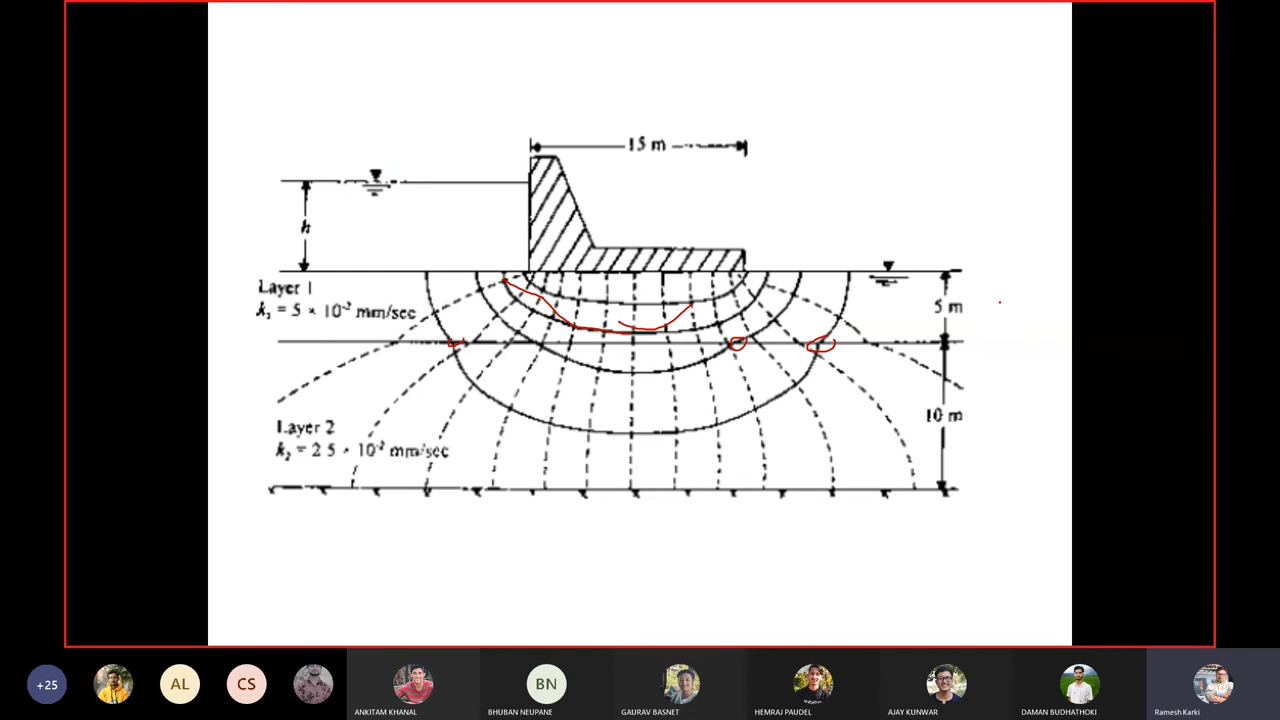 15 m
h
Layer 1
k₁ = 5 × 10⁻² mm/sec
5 m
Layer 2
k₂ = 2 5 · 10⁻² mm/sec
10 m
+25
AL
CS
BN
ANKITAM KHANAL
BHUBAN NEUPANE
GAURAV BASNET
HEMRAJ PAUDEL
AJAY KUNWAR
DAMAN BUDHATHOKI
Ramesh Karki